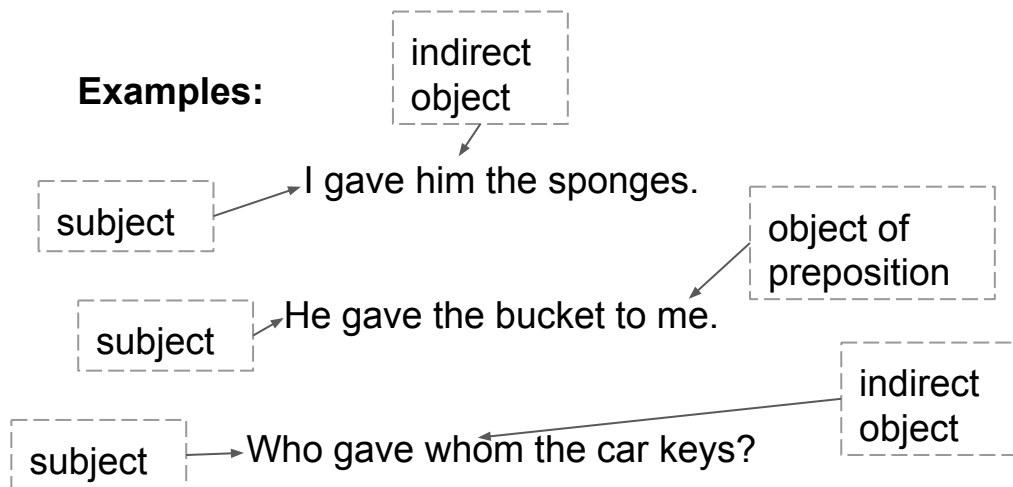 indirect
object
Examples:
I gave him the sponges.
subject
object of
preposition
He gave the bucket to me.
subject
indirect
object
Who gave whom the car keys?
subject